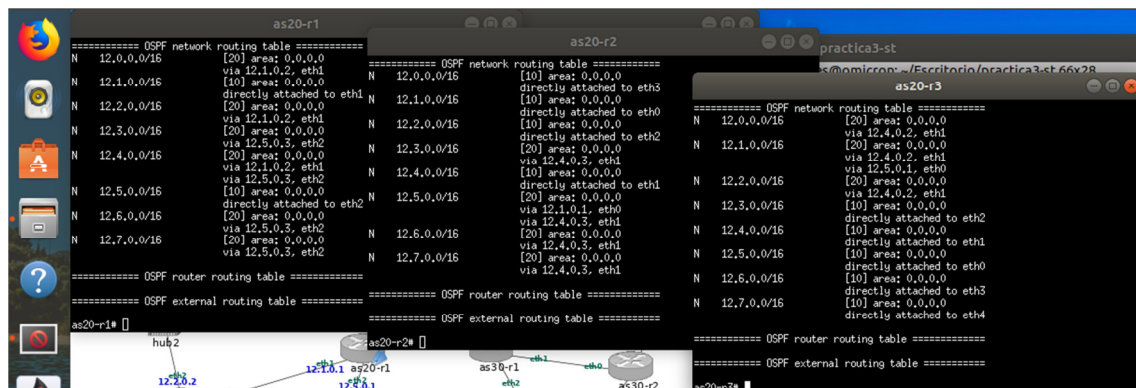 as20-r1
============ OSPF network routing table ============
N 12.0.0.0/16 [20] area: 0.0.0.0
via 12.1.0.2, eth1
N 12.1.0.0/16 [10] area: 0.0.0.0
directly attached to eth1
N 12.2.0.0/16 [20] area: 0.0.0.0
via 12.1.0.2, eth1
N 12.3.0.0/16 [20] area: 0.0.0.0
via 12.5.0.3, eth2
N 12.4.0.0/16 [20] area: 0.0.0.0
via 12.1.0.2, eth1
via 12.5.0.3, eth2
N 12.5.0.0/16 [10] area: 0.0.0.0
directly attached to eth2
N 12.6.0.0/16 [20] area: 0.0.0.0
via 12.5.0.3, eth2
N 12.7.0.0/16 [20] area: 0.0.0.0
via 12.5.0.3, eth2
============ OSPF router routing table ============
============ OSPF external routing table ===========
as20-r1#
as20-r2
============ OSPF network routing table ============
N 12.0.0.0/16 [10] area: 0.0.0.0
directly attached to eth3
N 12.1.0.0/16 [10] area: 0.0.0.0
directly attached to eth0
N 12.2.0.0/16 [10] area: 0.0.0.0
directly attached to eth2
N 12.3.0.0/16 [20] area: 0.0.0.0
via 12.4.0.3, eth1
N 12.4.0.0/16 [10] area: 0.0.0.0
directly attached to eth1
N 12.5.0.0/16 [20] area: 0.0.0.0
via 12.1.0.1, eth0
via 12.4.0.3, eth1
N 12.6.0.0/16 [20] area: 0.0.0.0
via 12.4.0.3, eth1
N 12.7.0.0/16 [20] area: 0.0.0.0
via 12.4.0.3, eth1
============ OSPF router routing table ============
============ OSPF external routing table ===========
as20-r2#
practica3-st
es@omicron: ~/Escritorio/practica3-st 66x28
as20-r3
============ OSPF network routing table ============
N 12.0.0.0/16 [20] area: 0.0.0.0
via 12.4.0.2, eth1
N 12.1.0.0/16 [20] area: 0.0.0.0
via 12.4.0.2, eth1
via 12.5.0.1, eth0
N 12.2.0.0/16 [20] area: 0.0.0.0
via 12.4.0.2, eth1
N 12.3.0.0/16 [10] area: 0.0.0.0
directly attached to eth2
N 12.4.0.0/16 [10] area: 0.0.0.0
directly attached to eth1
N 12.5.0.0/16 [10] area: 0.0.0.0
directly attached to eth0
N 12.6.0.0/16 [10] area: 0.0.0.0
directly attached to eth3
N 12.7.0.0/16 [10] area: 0.0.0.0
directly attached to eth4
============ OSPF router routing table ============
============ OSPF external routing table ===========
as20-r3#
hub2
eth2
12.2.0.2
eth1
12.1.0.1
as20-r1
eth2
12.5.0.1
as30-r1
eth1
eth2
eth0
as30-r2